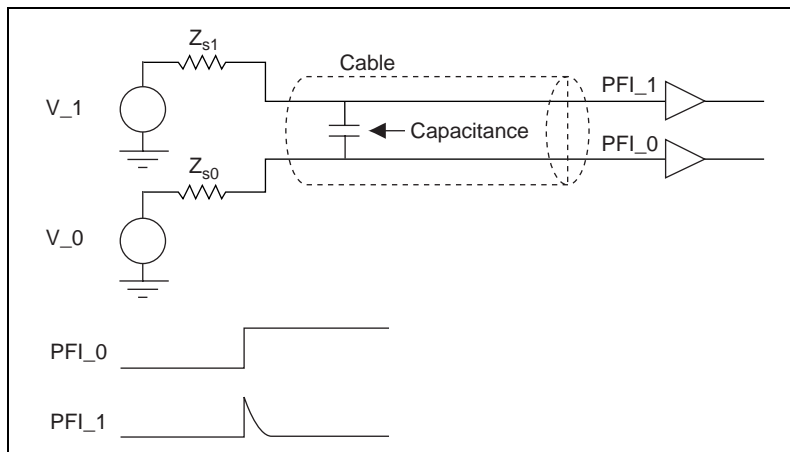 Z_s1
Cable
V_1
PFI_1
Capacitance
PFI_0
Z_s0
V_0
PFI_0
PFI_1